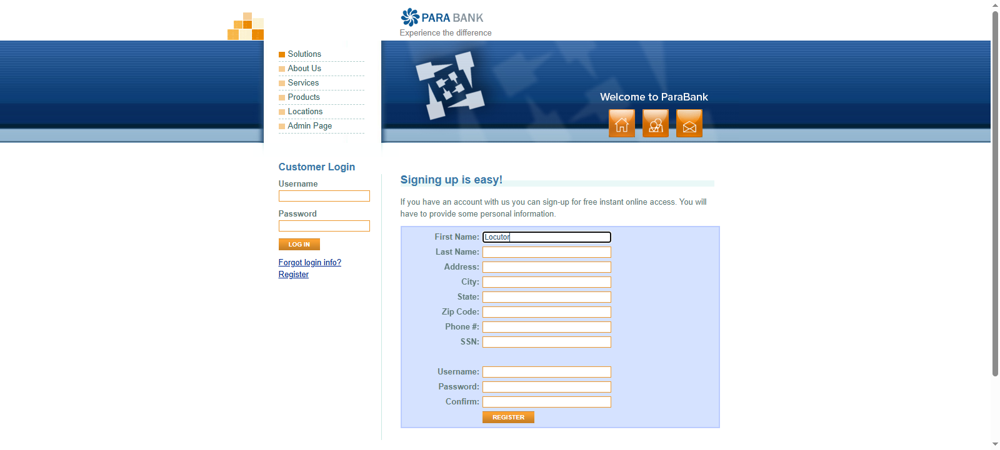 PARA BANK
Experience the difference
Solutions
About Us
Services
Products
Locations
Admin Page
Welcome to ParaBank
Customer Login
Username
Password
LOG IN
Forgot login info?
Register
Signing up is easy!
If you have an account with us you can sign-up for free instant online access. You will
have to provide some personal information.
First Name: Locutor
Last Name:
Address:
City:
State:
Zip Code:
Phone #:
SSN:
Username:
Password:
Confirm:
REGISTER